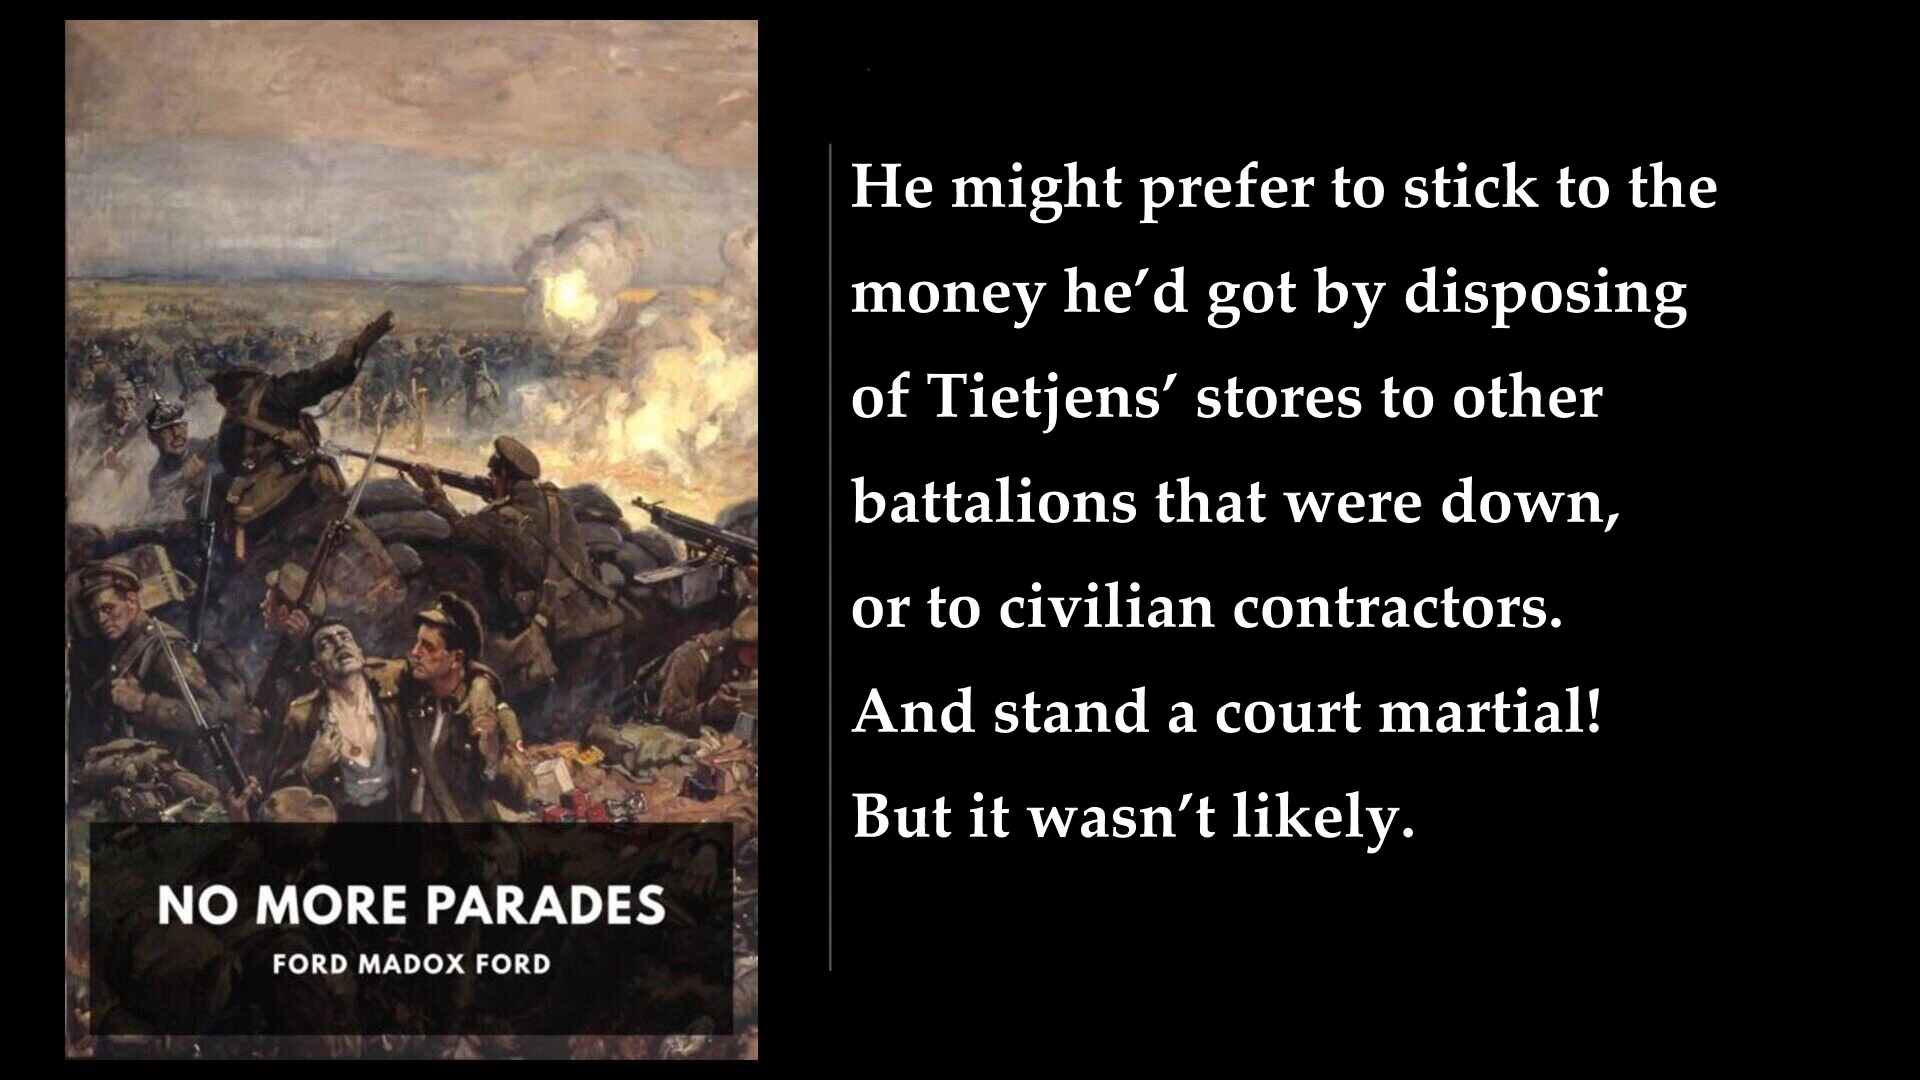 He might prefer to stick to the
money he’d got by disposing
of Tietjens’ stores to other
battalions that were down,
or to civilian contractors.
And stand a court martial!
But it wasn’t likely.
NO MORE PARADES
FORD MADOX FORD